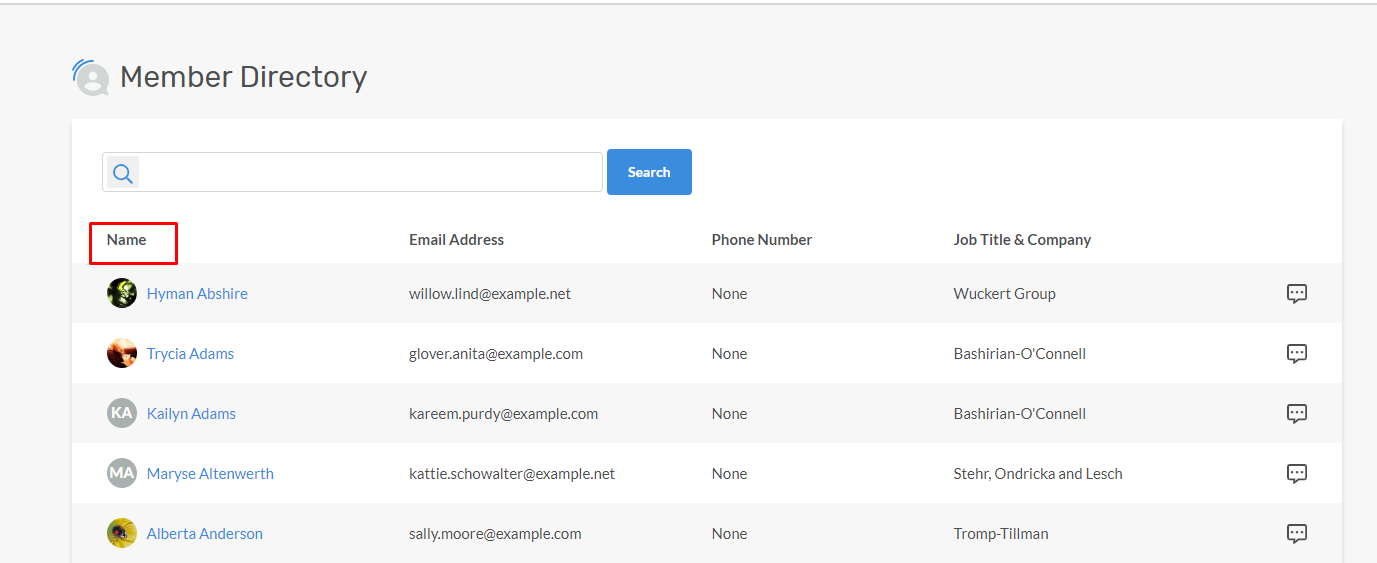 Member Directory
Search
Name Email Address Phone Number Job Title & Company
Hyman Abshire willow.lind@example.net None Wuckert Group
Trycia Adams glover.anita@example.com None Bashirian-O'Connell
KA Kailyn Adams kareem.purdy@example.com None Bashirian-O'Connell
MA Maryse Altenwerth kattie.schowalter@example.net None Stehr, Ondricka and Lesch
Alberta Anderson sally.moore@example.com None Tromp-Tillman